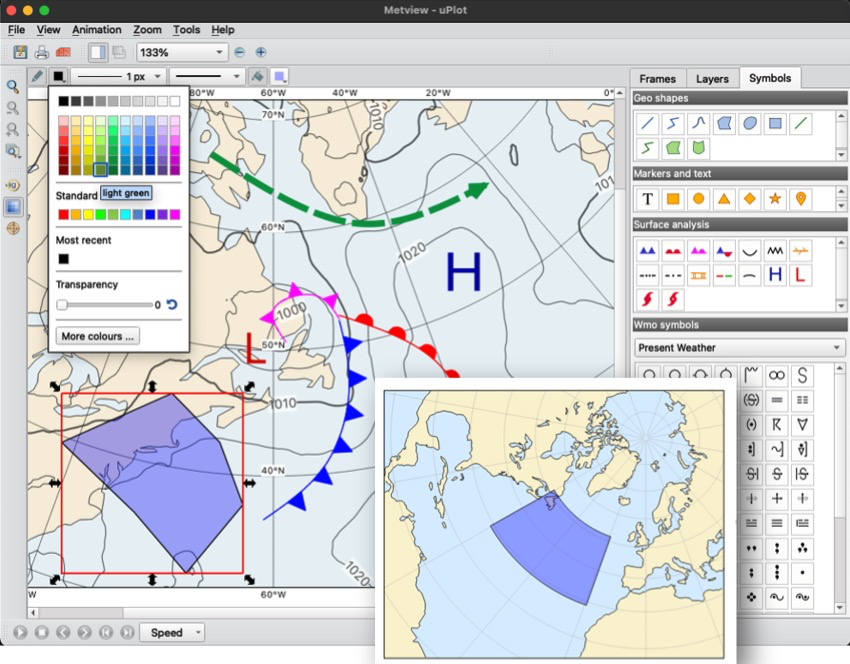 Metview - uPlot
File View Animation Zoom Tools Help
133%
1 px
Frames Layers Symbols
Geo shapes
Markers and text
T
Surface analysis
H L
Wmo symbols
Present Weather
Standard
light green
Most recent
Transparency
0
More colours ...
80°W 60°W 40°W 20°W 0°
70°N
1010
101
60°N
1020
H
1000
L
50°N
1010
40°N
1020
W 60°W
Speed